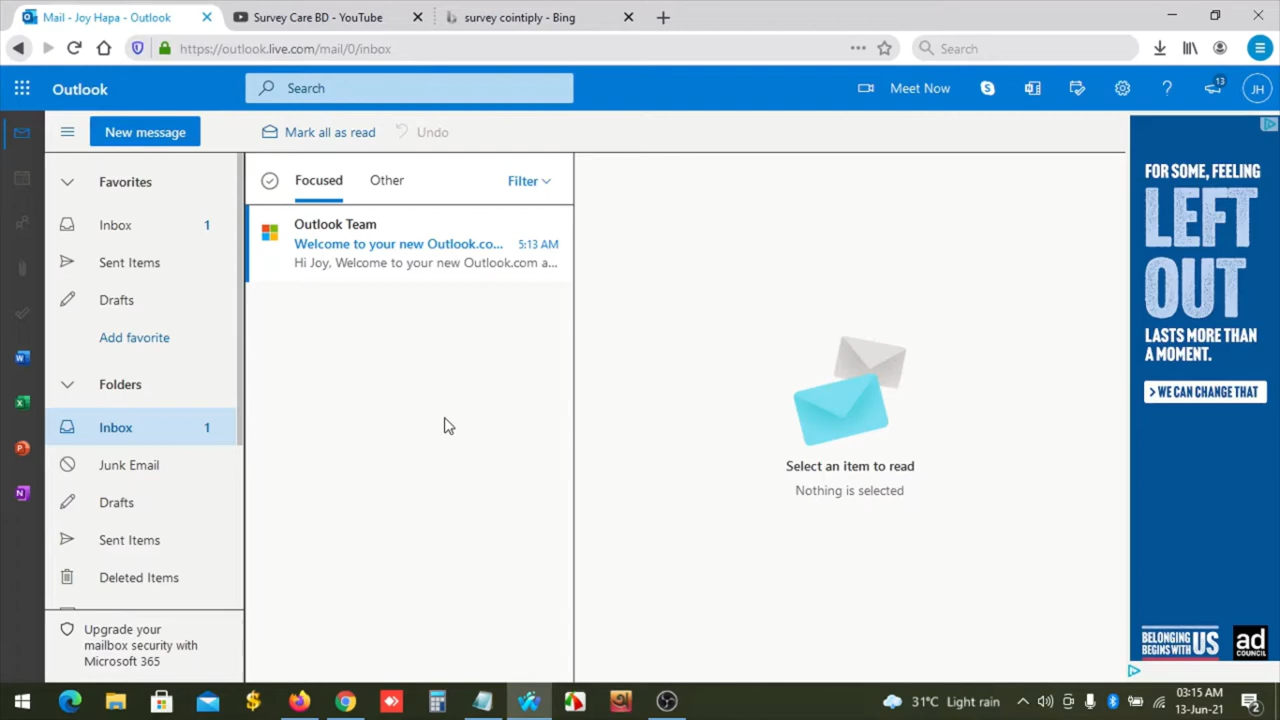 Mail - Joy Hapa - Outlook
Survey Care BD - YouTube
survey cointiply - Bing
https://outlook.live.com/mail/0/inbox
Search
Outlook
Search
Meet Now
13
JH
New message
Mark all as read
Undo
Favorites
Inbox 1
Sent Items
Drafts
Add favorite
Folders
Inbox 1
Junk Email
Drafts
Sent Items
Deleted Items
Upgrade your
mailbox security with
Microsoft 365
Focused
Other
Filter
Outlook Team
Welcome to your new Outlook.co... 5:13 AM
Hi Joy, Welcome to your new Outlook.com a...
Select an item to read
Nothing is selected
FOR SOME, FEELING
LEFT
OUT
LASTS MORE THAN
A MOMENT.
> WE CAN CHANGE THAT
BELONGING
BEGINS WITH US
ad
COUNCIL
31°C Light rain
03:15 AM
13-Jun-21
2